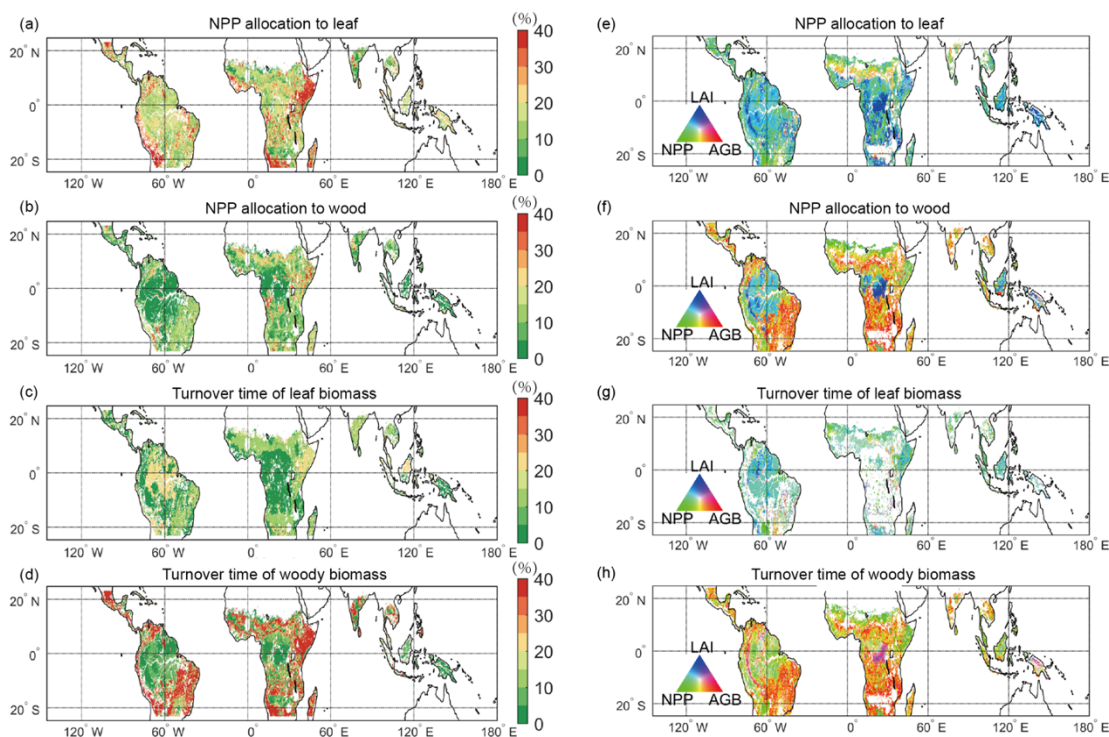 (a) NPP allocation to leaf (%)
20° N
0°
20° S
40
30
20
10
0
120° W 60° W 0° 60° E 120° E 180° E
(b) NPP allocation to wood (%)
20° N
0°
20° S
40
30
20
10
0
120° W 60° W 0° 60° E 120° E 180° E
(c) Turnover time of leaf biomass (%)
20° N
0°
20° S
40
30
20
10
0
120° W 60° W 0° 60° E 120° E 180° E
(d) Turnover time of woody biomass (%)
20° N
0°
20° S
40
30
20
10
0
120° W 60° W 0° 60° E 120° E 180° E
(e) NPP allocation to leaf
20° N
0°
20° S
LAI
NPP AGB
120° W 60° W 0° 60° E 120° E 180° E
(f) NPP allocation to wood
20° N
0°
20° S
LAI
NPP AGB
120° W 60° W 0° 60° E 120° E 180° E
(g) Turnover time of leaf biomass
20° N
0°
20° S
LAI
NPP AGB
120° W 60° W 0° 60° E 120° E 180° E
(h) Turnover time of woody biomass
20° N
0°
20° S
LAI
NPP AGB
120° W 60° W 0° 60° E 120° E 180° E